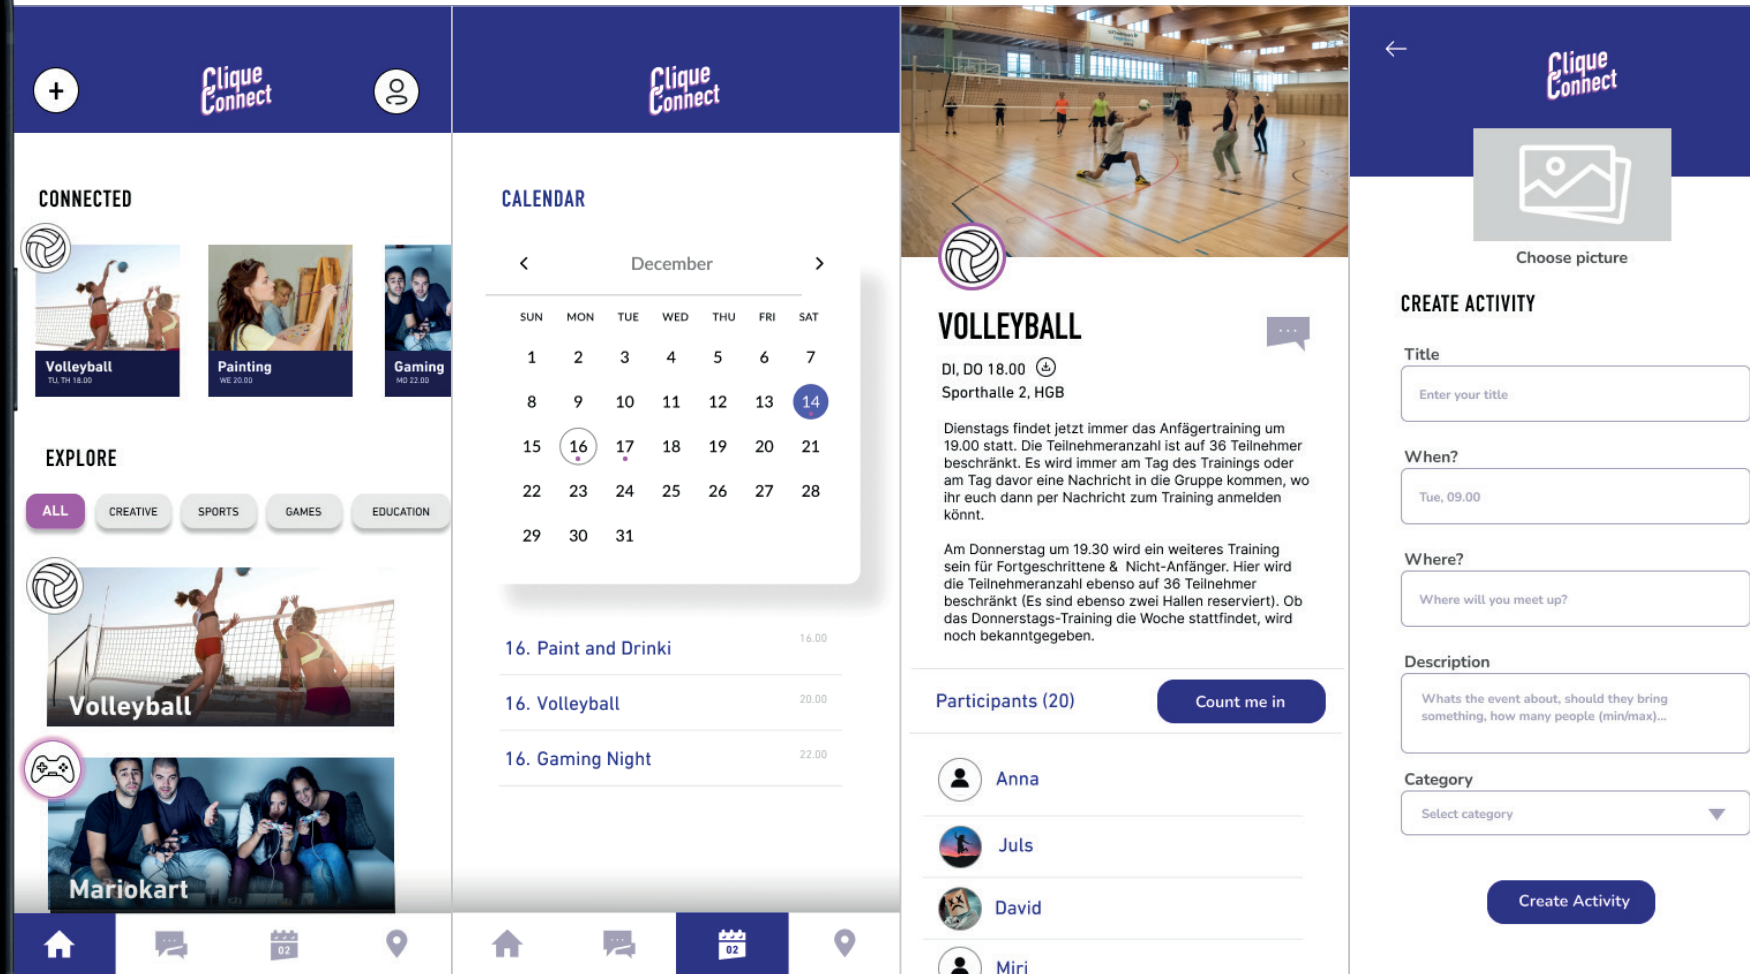 Clique
Connect
CONNECTED
Volleyball
TU, TH 18.00
Painting
WE 20.00
Gaming
MO 22.00
EXPLORE
ALL
CREATIVE
SPORTS
GAMES
EDUCATION
Volleyball
Mariokart
02
Clique
Connect
CALENDAR
December
SUN MON TUE WED THU FRI SAT
1 2 3 4 5 6 7
8 9 10 11 12 13 14
15 16 17 18 19 20 21
22 23 24 25 26 27 28
29 30 31
16. Paint and Drinki 16.00
16. Volleyball 20.00
16. Gaming Night 22.00
02
VOLLEYBALL
DI, DO 18.00
Sporthalle 2, HGB
Dienstags findet jetzt immer das Anfägertraining um
19.00 statt. Die Teilnehmeranzahl ist auf 36 Teilnehmer
beschränkt. Es wird immer am Tag des Trainings oder
am Tag davor eine Nachricht in die Gruppe kommen, wo
ihr euch dann per Nachricht zum Training anmelden
könnt.
Am Donnerstag um 19.30 wird ein weiteres Training
sein für Fortgeschrittene & Nicht-Anfänger. Hier wird
die Teilnehmeranzahl ebenso auf 36 Teilnehmer
beschränkt (Es sind ebenso zwei Hallen reserviert). Ob
das Donnerstags-Training die Woche stattfindet, wird
noch bekanntgegeben.
Participants (20)
Count me in
Anna
Juls
David
Miri
Clique
Connect
Choose picture
CREATE ACTIVITY
Title
Enter your title
When?
Tue, 09.00
Where?
Where will you meet up?
Description
Whats the event about, should they bring
something, how many people (min/max)...
Category
Select category
Create Activity